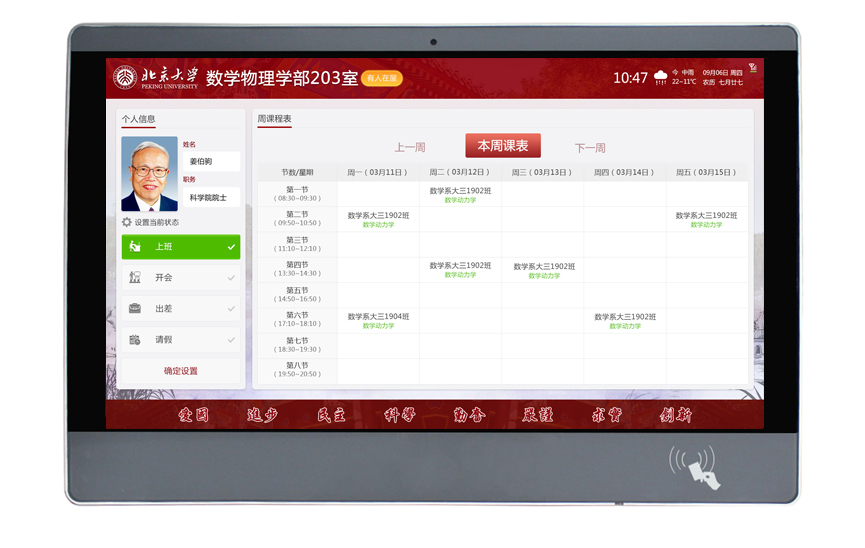 北京大学
PEKING UNIVERSITY
数学物理学部203室
有人在屋
10:47
今 中雨
22~11℃
09月06日 周四
农历 七月廿七
个人信息
姓名
姜伯驹
职务
科学院院士
设置当前状态
上班
开会
出差
请假
确定设置
周课程表
上一周
本周课表
下一周
节数/星期
周一（03月11日）
周二（03月12日）
周三（03月13日）
周四（03月14日）
周五（03月15日）
第一节
（08:30~09:30）
数学系大三1902班
数学动力学
第二节
（09:50~10:50）
数学系大三1902班
数学动力学
数学系大三1902班
数学动力学
第三节
（11:10~12:10）
第四节
（13:30~14:30）
数学系大三1902班
数学动力学
数学系大三1902班
数学动力学
第五节
（14:50~16:50）
第六节
（17:10~18:10）
数学系大三1904班
数学动力学
数学系大三1902班
数学动力学
第七节
（18:30~19:30）
第八节
（19:50~20:50）
愛国 進步 民主 科學 勤奮 嚴謹 求實 創新